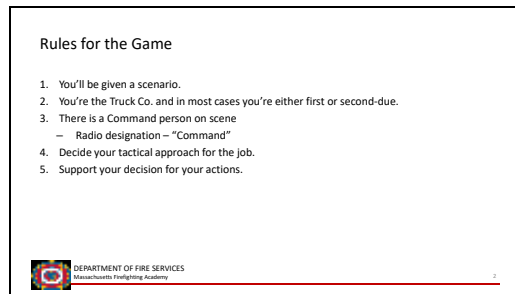 Rules for the Game
1. You'll be given a scenario.
2. You're the Truck Co. and in most cases you're either first or second-due.
3. There is a Command person on scene
– Radio designation – “Command”
4. Decide your tactical approach for the job.
5. Support your decision for your actions.
DEPARTMENT OF FIRE SERVICES
Massachusetts Firefighting Academy
2